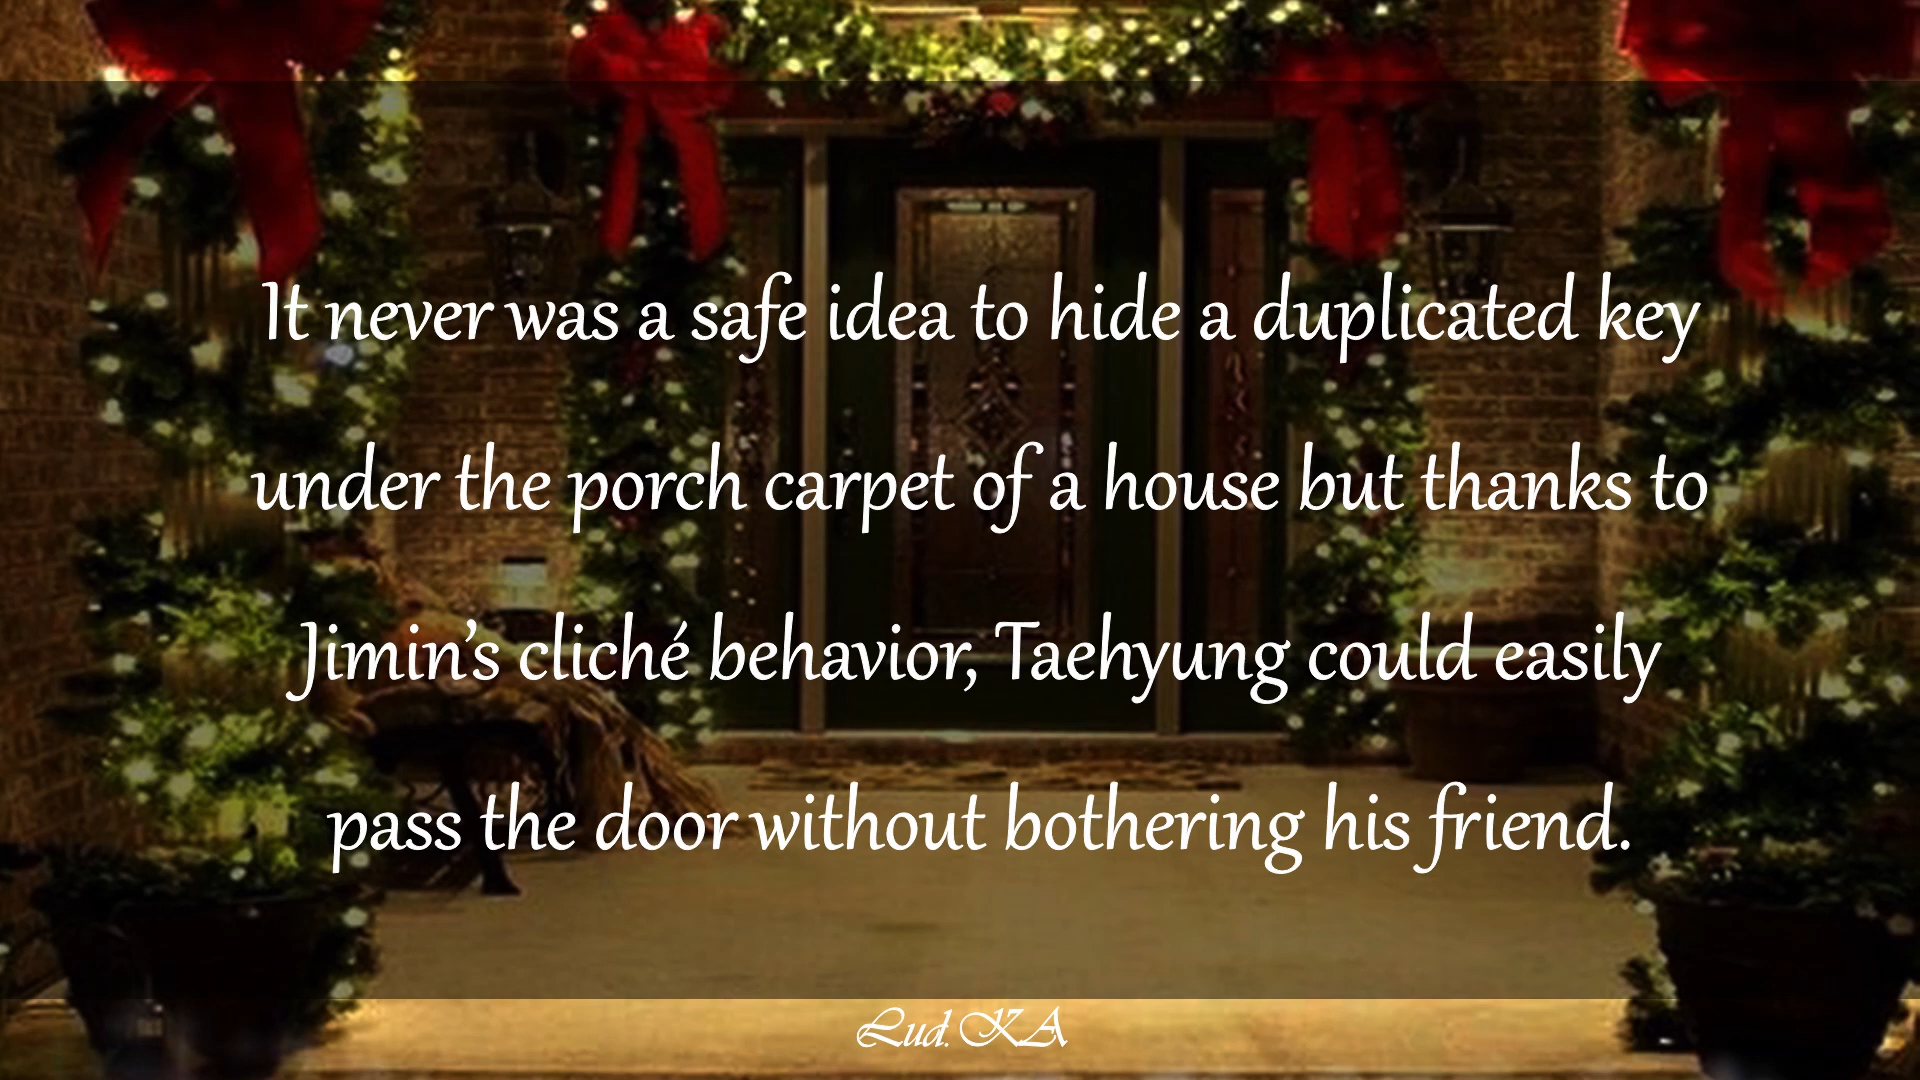 It never was a safe idea to hide a duplicated key
under the porch carpet of a house but thanks to
Jimin’s cliché behavior, Taehyung could easily
pass the door without bothering his friend.
Lud. KA